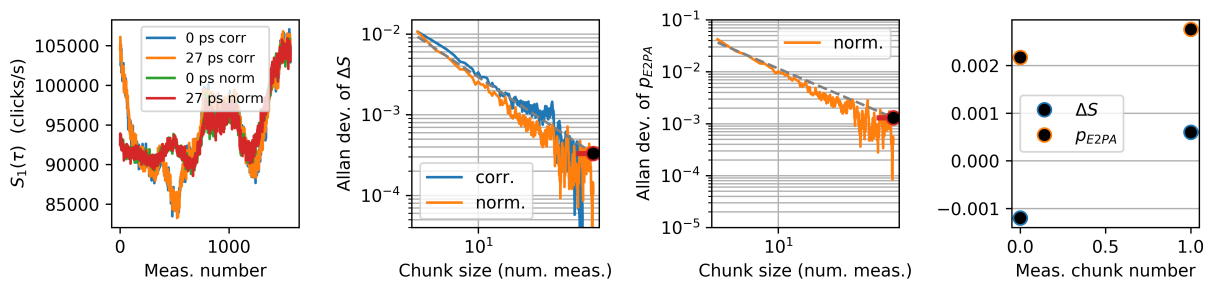 105000
100000
95000
90000
85000
S₁(τ) (clicks/s)
0 ps corr
27 ps corr
0 ps norm
27 ps norm
0
1000
Meas. number
10⁻²
10⁻³
10⁻⁴
Allan dev. of ΔS
corr.
norm.
10¹
Chunk size (num. meas.)
10⁻¹
10⁻²
10⁻³
10⁻⁴
10⁻⁵
Allan dev. of p_E2PA
norm.
10¹
Chunk size (num. meas.)
0.002
0.001
0.000
−0.001
ΔS
p_E2PA
0.0
0.5
1.0
Meas. chunk number